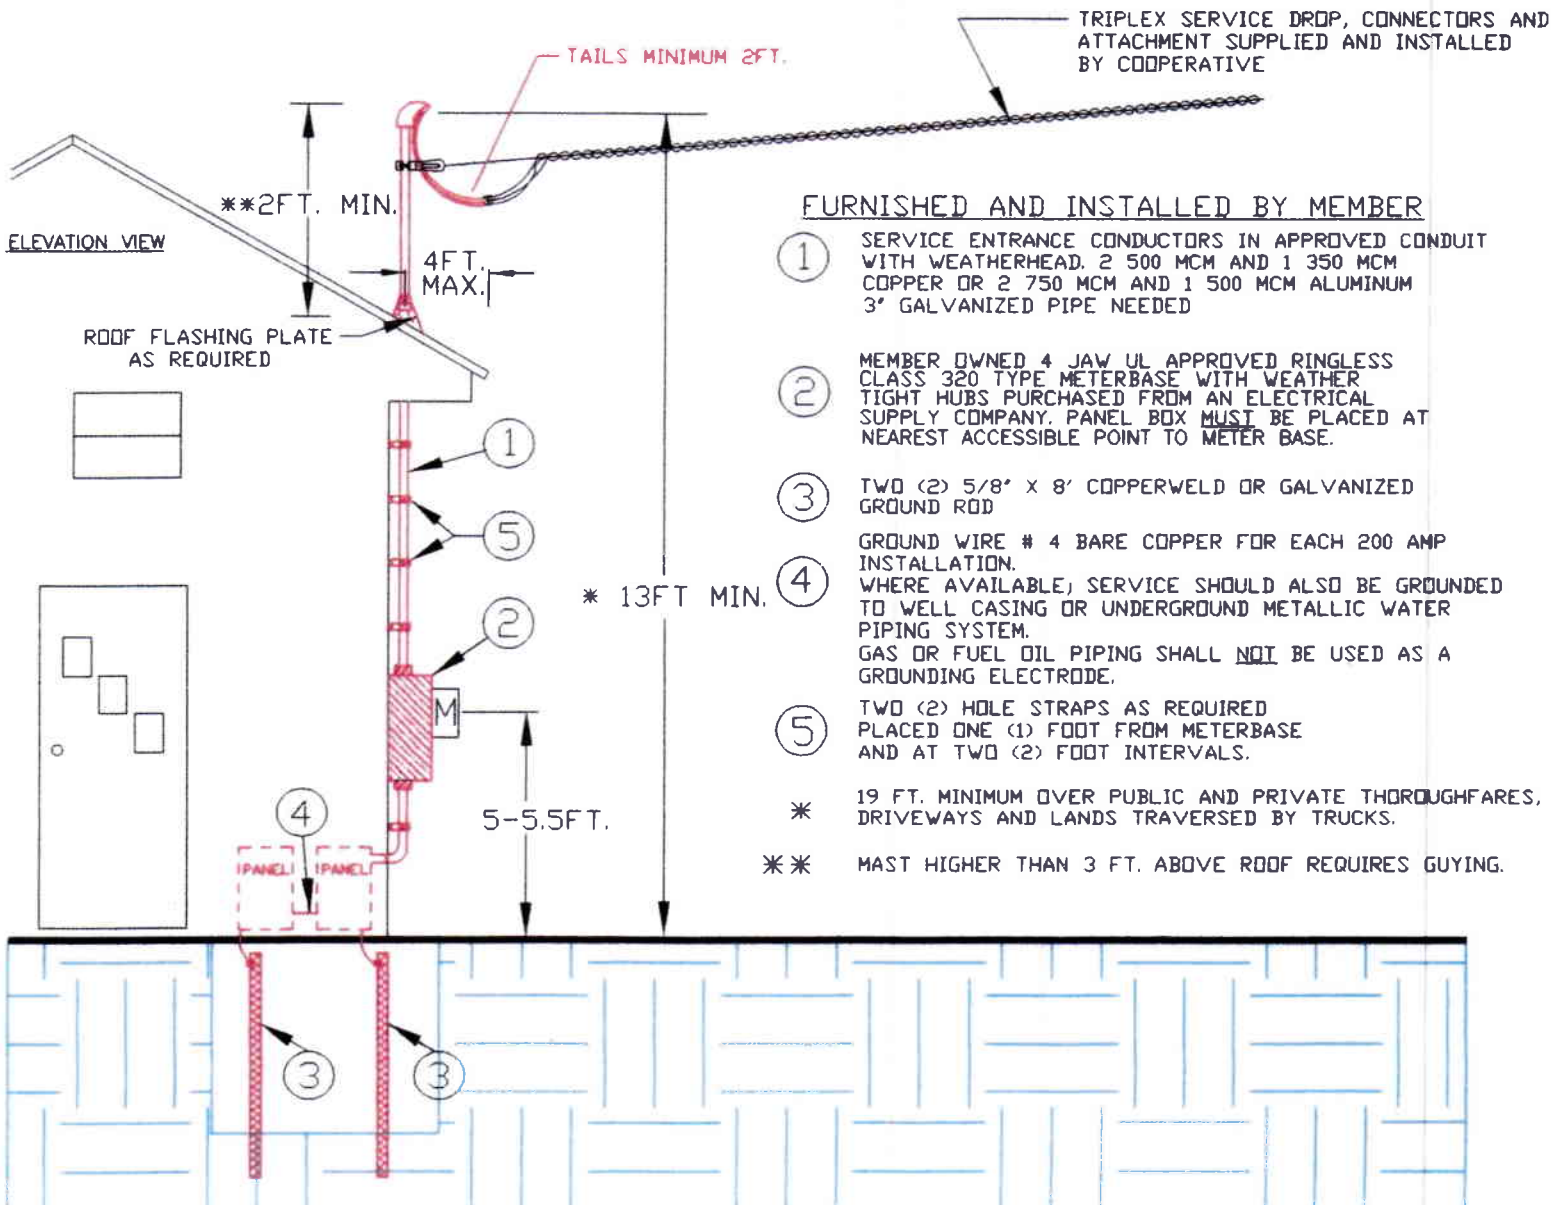 TRIPLEX SERVICE DROP, CONNECTORS AND
ATTACHMENT SUPPLIED AND INSTALLED
BY COOPERATIVE
TAILS MINIMUM 2FT.
**2FT. MIN.
ELEVATION VIEW
4FT.
MAX.
ROOF FLASHING PLATE
AS REQUIRED
1
5
2
* 13FT MIN.
M
5-5.5FT.
4
PANEL
PANEL
3
3
FURNISHED AND INSTALLED BY MEMBER
1
SERVICE ENTRANCE CONDUCTORS IN APPROVED CONDUIT
WITH WEATHERHEAD. 2 500 MCM AND 1 350 MCM
COPPER OR 2 750 MCM AND 1 500 MCM ALUMINUM
3" GALVANIZED PIPE NEEDED
2
MEMBER OWNED 4 JAW UL APPROVED RINGLESS
CLASS 320 TYPE METERBASE WITH WEATHER
TIGHT HUBS PURCHASED FROM AN ELECTRICAL
SUPPLY COMPANY. PANEL BOX MUST BE PLACED AT
NEAREST ACCESSIBLE POINT TO METER BASE.
3
TWO (2) 5/8" X 8' COPPERWELD OR GALVANIZED
GROUND ROD
4
GROUND WIRE # 4 BARE COPPER FOR EACH 200 AMP
INSTALLATION.
WHERE AVAILABLE; SERVICE SHOULD ALSO BE GROUNDED
TO WELL CASING OR UNDERGROUND METALLIC WATER
PIPING SYSTEM.
GAS OR FUEL OIL PIPING SHALL NOT BE USED AS A
GROUNDING ELECTRODE.
5
TWO (2) HOLE STRAPS AS REQUIRED
PLACED ONE (1) FOOT FROM METERBASE
AND AT TWO (2) FOOT INTERVALS.
* 19 FT. MINIMUM OVER PUBLIC AND PRIVATE THOROUGHFARES,
DRIVEWAYS AND LANDS TRAVERSED BY TRUCKS.
** MAST HIGHER THAN 3 FT. ABOVE ROOF REQUIRES GUYING.